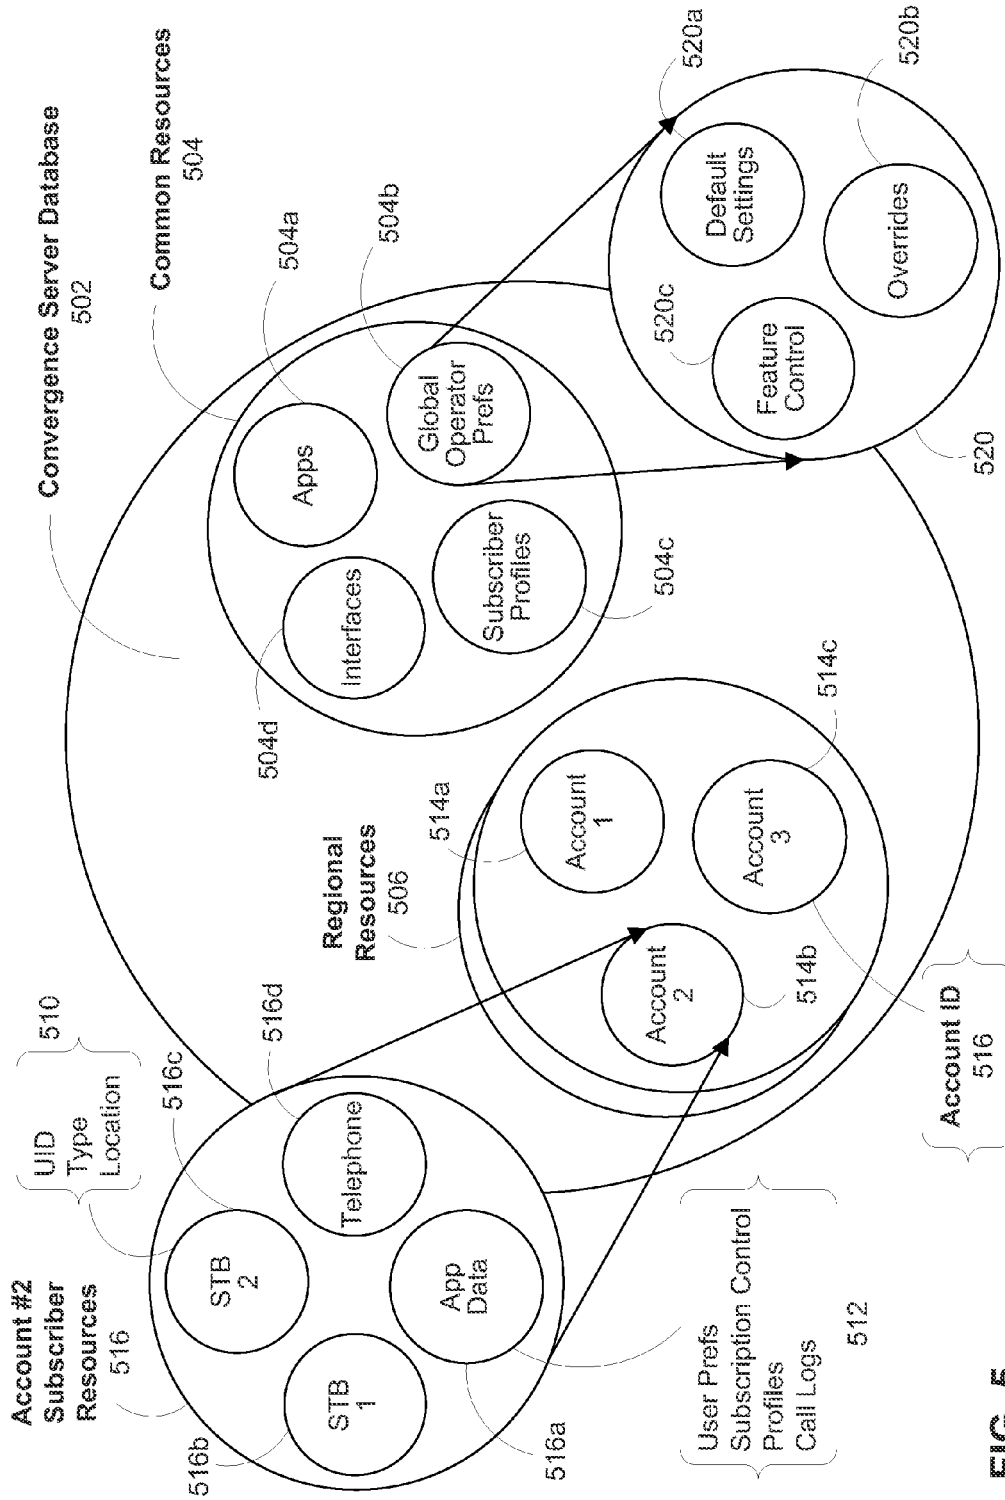 Account #2
Subscriber
Resources
516
516b
STB
1
STB
2
516c
Telephone
516d
App
Data
516a
UID
Type
Location
510
User Prefs
Subscription Control
Profiles
Call Logs
512
Convergence Server Database
502
Common Resources
504
504a
504b
Apps
Global
Operator
Prefs
Interfaces
504d
Subscriber
Profiles
504c
Regional
Resources
506
514a
Account
1
Account
2
514b
Account
3
514c
Account ID
516
520a
Default
Settings
520b
Overrides
520c
Feature
Control
520
FIG. 5